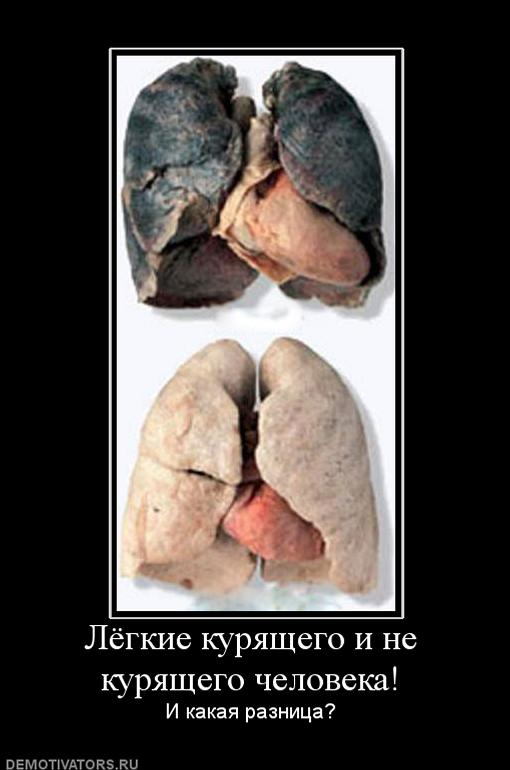 Лёгкие курящего и не
курящего человека!
И какая разница?
DEMOTIVATORS.RU